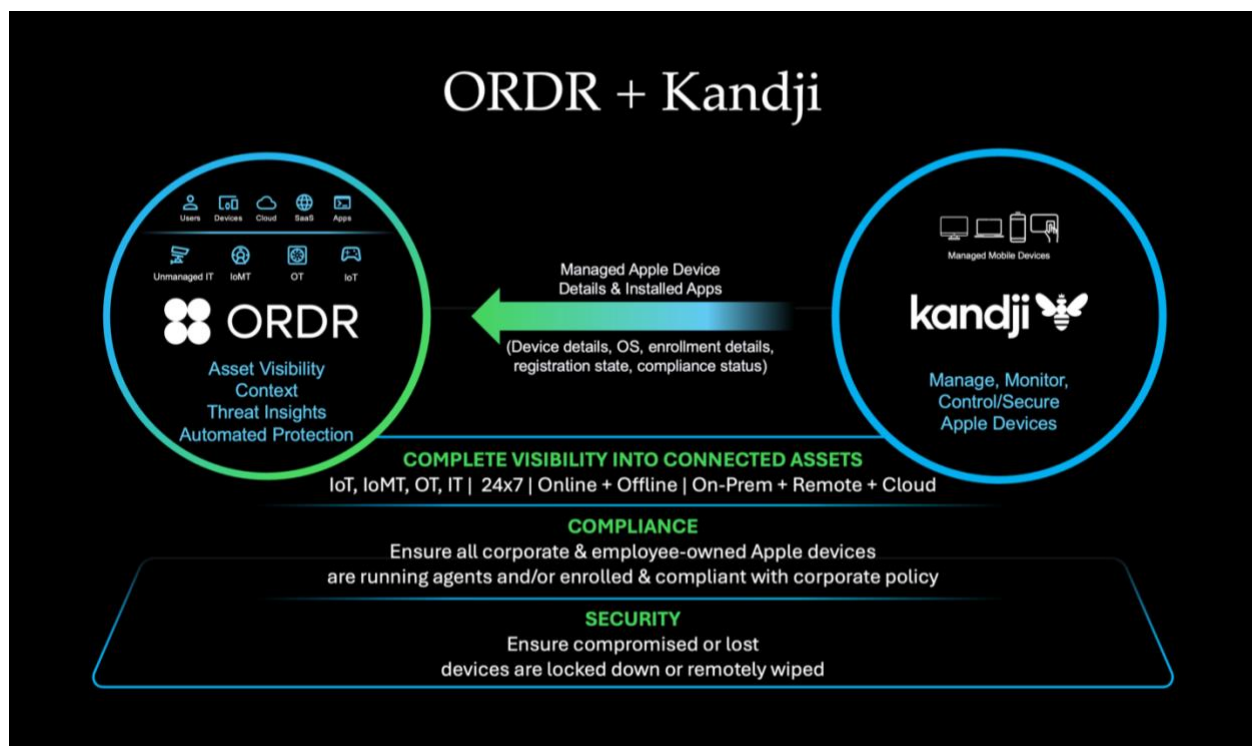 ORDR + Kandji
Users Devices Cloud SaaS Apps
Unmanaged IT IoMT OT IoT
ORDR
Asset Visibility
Context
Threat Insights
Automated Protection
Managed Apple Device
Details & Installed Apps
(Device details, OS, enrollment details,
registration state, compliance status)
Managed Mobile Devices
kandji
Manage, Monitor,
Control/Secure
Apple Devices
COMPLETE VISIBILITY INTO CONNECTED ASSETS
IoT, IoMT, OT, IT | 24x7 | Online + Offline | On-Prem + Remote + Cloud
COMPLIANCE
Ensure all corporate & employee-owned Apple devices
are running agents and/or enrolled & compliant with corporate policy
SECURITY
Ensure compromised or lost
devices are locked down or remotely wiped